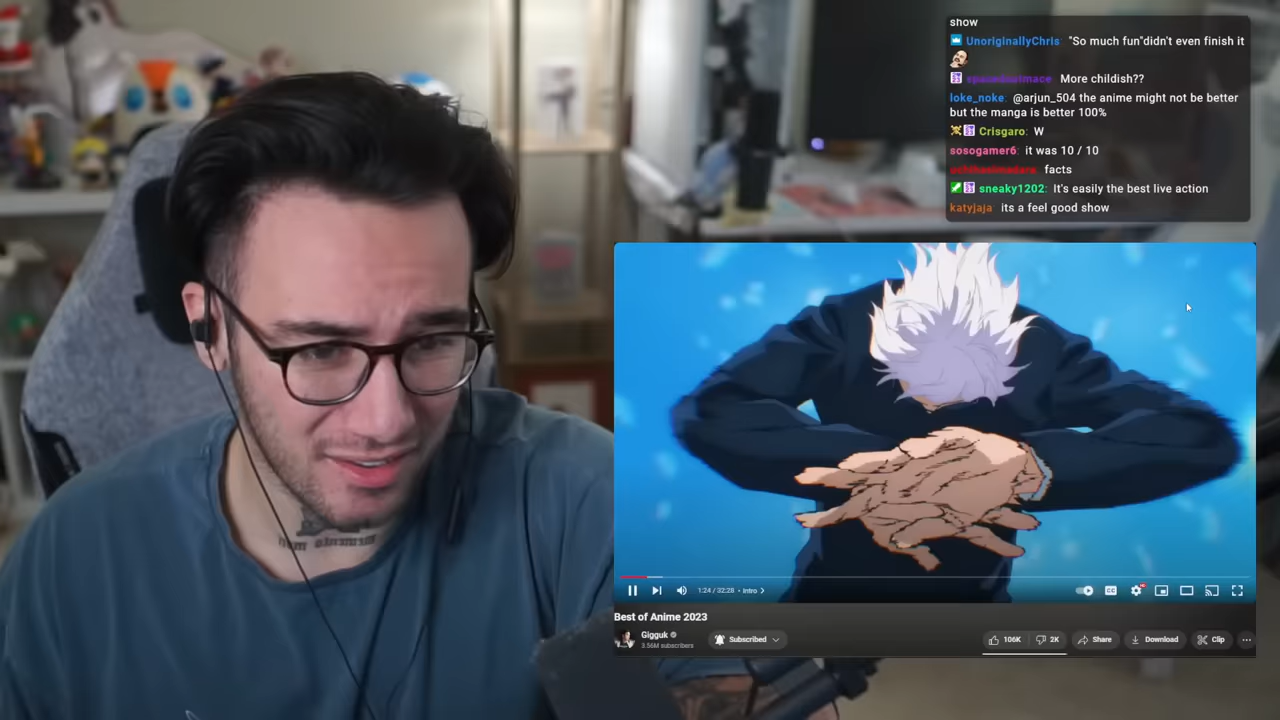 show
UnoriginallyChris "So much fun"didn't even finish it
More childish??
loke_noke: @arjun_504 the anime might not be better
but the manga is better 100%
Crisgaro: W
sosogamer6: it was 10 / 10
facts
sneaky1202: It's easily the best live action
katyjaja its a feel good show
1:24 / 32:28 • Intro
CC
Best of Anime 2023
Gigguk
3.56M subscribers
Subscribed
106K
2K
Share
Download
Clip